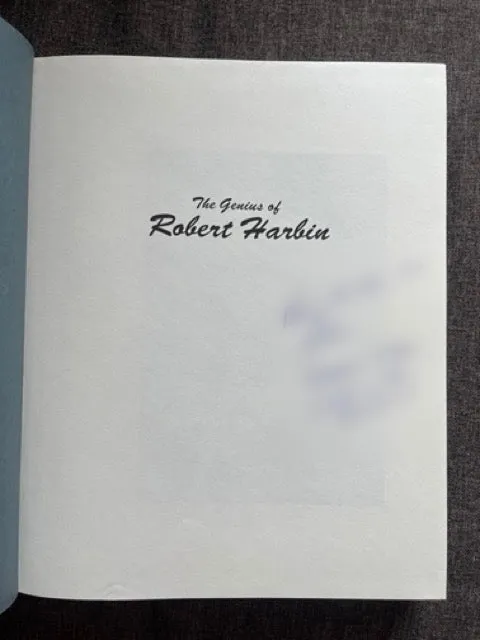 The Genius of
Robert Harbin